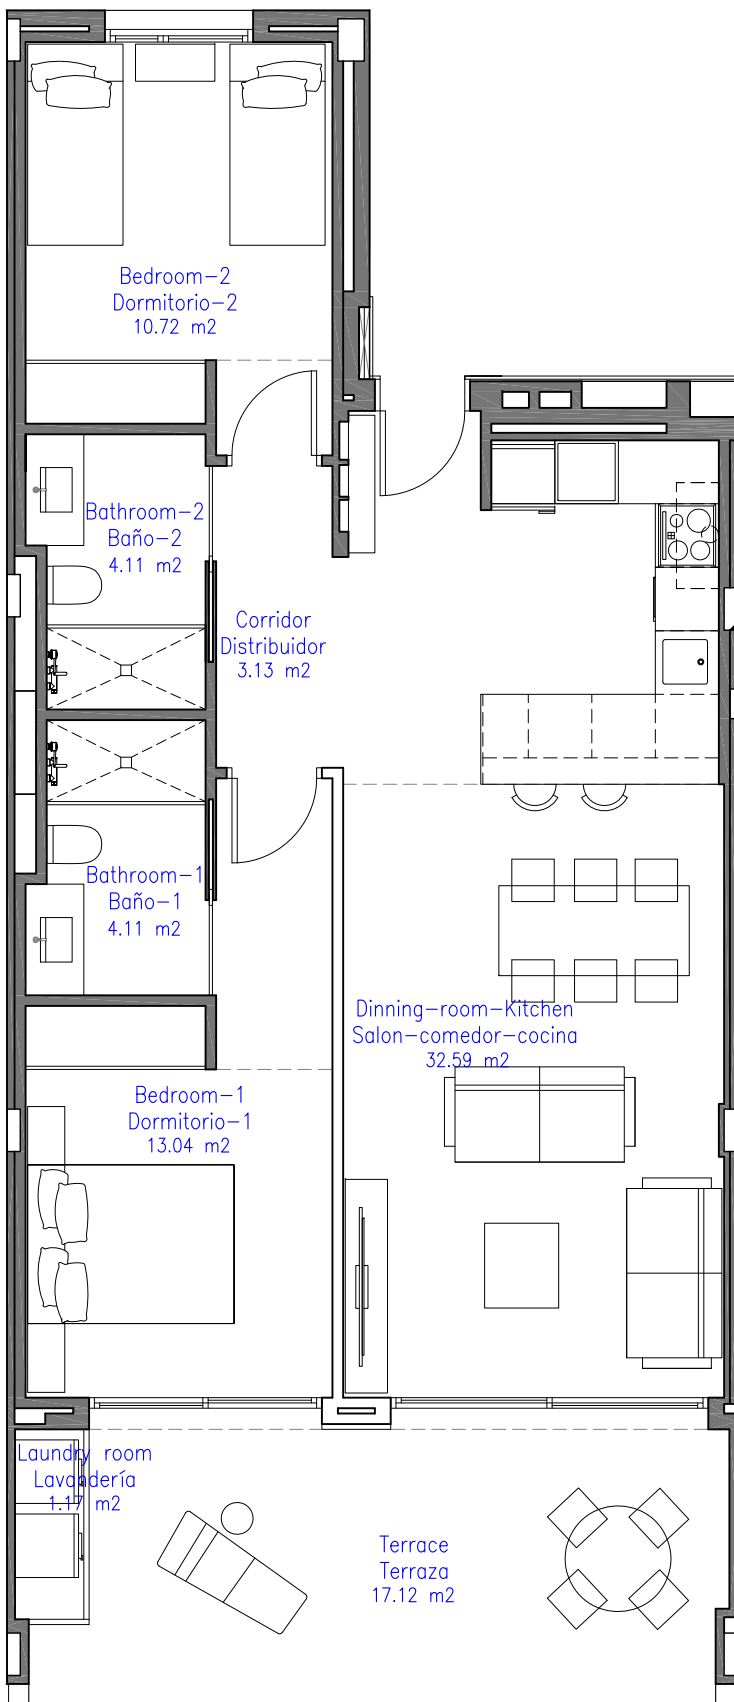 Bedroom-2
Dormitorio-2
10.72 m2
Bathroom-2
Baño-2
4.11 m2
Corridor
Distribuidor
3.13 m2
Bathroom-1
Baño-1
4.11 m2
Dinning-room-Kitchen
Salon-comedor-cocina
32.59 m2
Bedroom-1
Dormitorio-1
13.04 m2
Laundry room
Lavandería
1.17 m2
Terrace
Terraza
17.12 m2